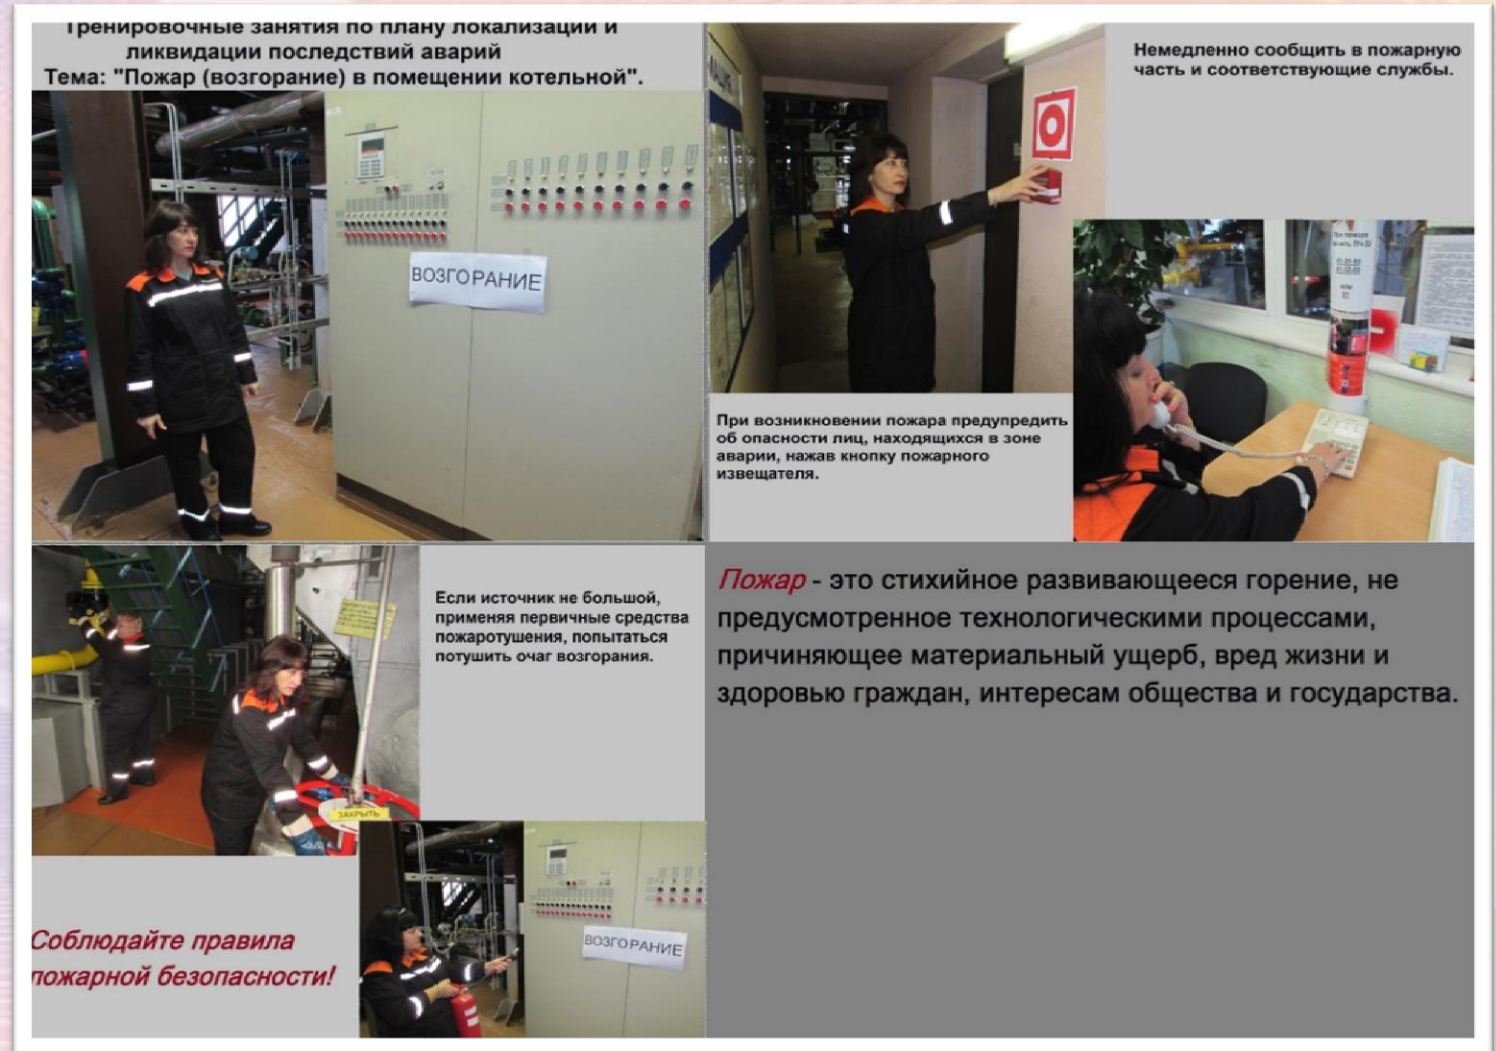 Тренировочные занятия по плану локализации и
ликвидации последствий аварий
Тема: "Пожар (возгорание) в помещении котельной".
ВОЗГОРАНИЕ
Немедленно сообщить в пожарную
часть и соответствующие службы.
При возникновении пожара предупредить
об опасности лиц, находящихся в зоне
аварии, нажав кнопку пожарного
извещателя.
Если источник не большой,
применяя первичные средства
пожаротушения, попытаться
потушить очаг возгорания.
ЗАКРЫТЬ
ВОЗГОРАНИЕ
Соблюдайте правила
пожарной безопасности!
Пожар - это стихийное развивающееся горение, не
предусмотренное технологическими процессами,
причиняющее материальный ущерб, вред жизни и
здоровью граждан, интересам общества и государства.